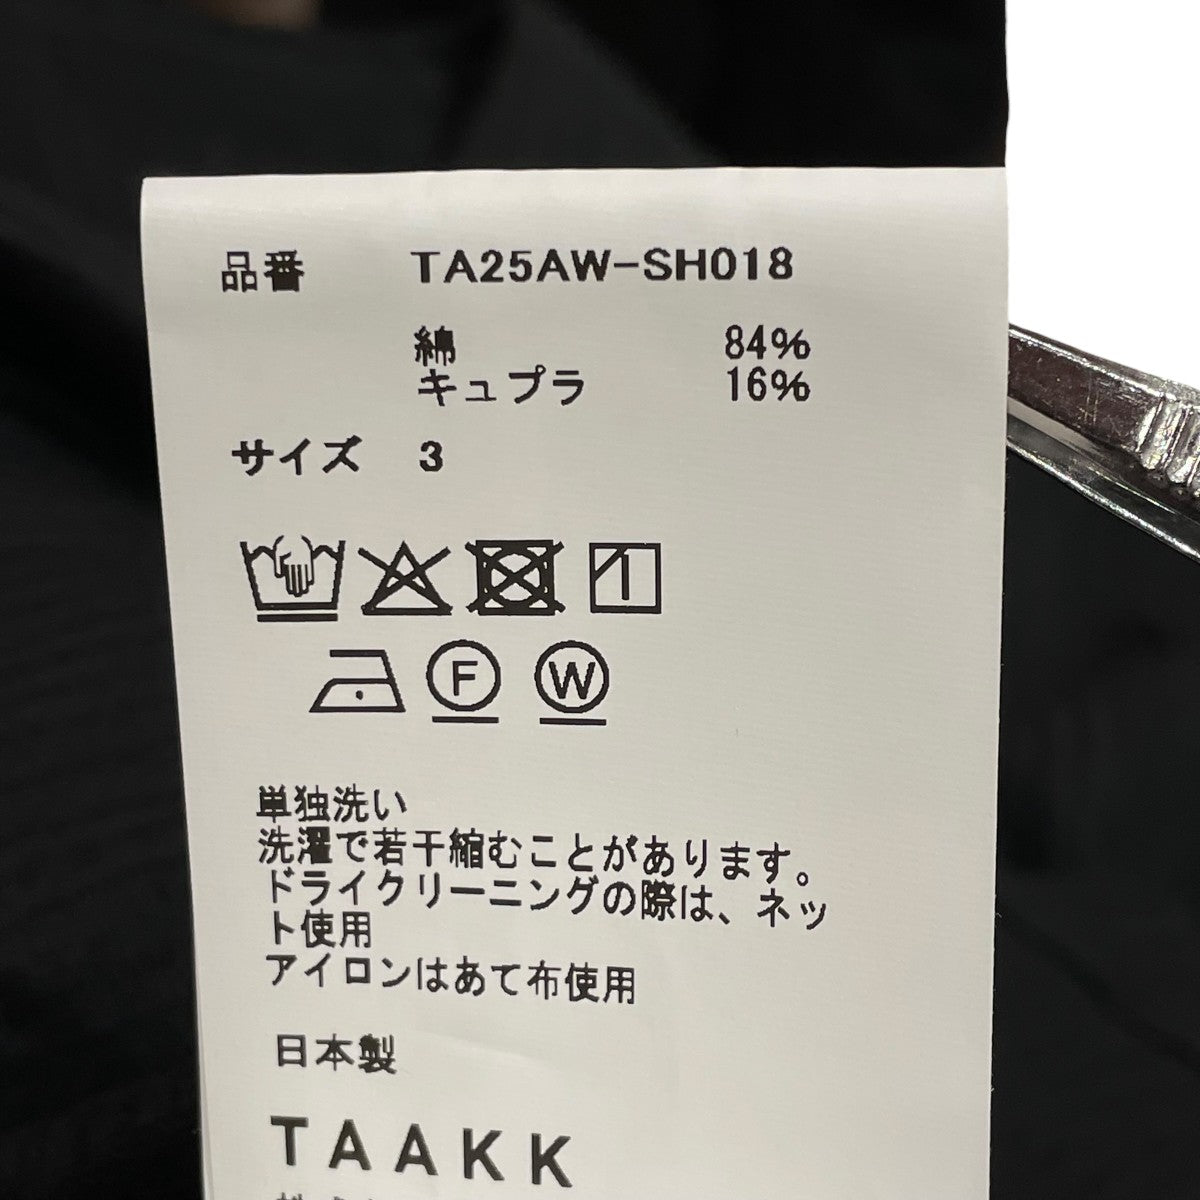 品番 TA25AW-SH018
綿 84%
キュプラ 16%
サイズ 3
F W
単独洗い
洗濯で若干縮むことがあります。
ドライクリーニングの際は、ネッ
ト使用
アイロンはあて布使用
日本製
TAAKK